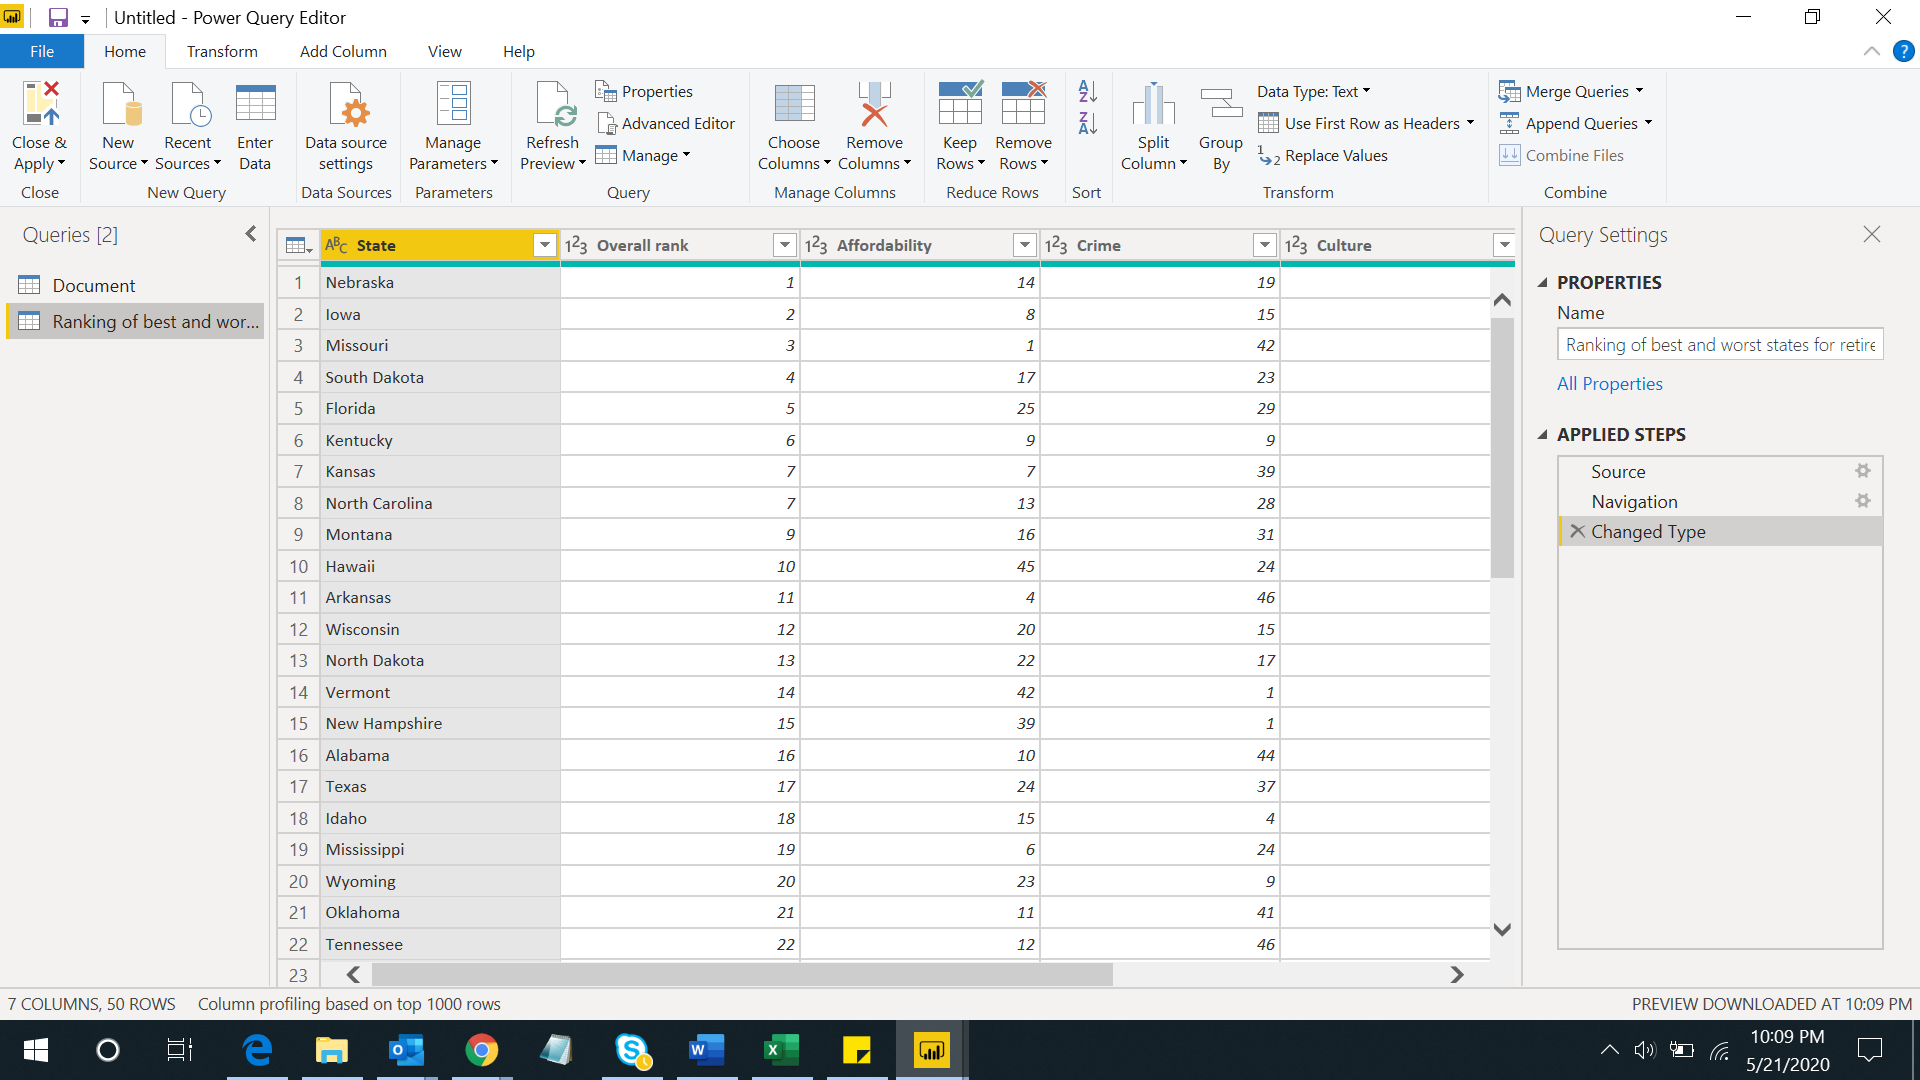 Untitled - Power Query Editor
File Home Transform Add Column View Help
Close & Apply
New Source
Recent Sources
Enter Data
Data source settings
Manage Parameters
Refresh Preview
Properties
Advanced Editor
Manage
Choose Columns
Remove Columns
Keep Rows
Remove Rows
Split Column
Group By
Data Type: Text
Use First Row as Headers
Replace Values
Merge Queries
Append Queries
Combine Files
Close New Query Data Sources Parameters Query Manage Columns Reduce Rows Sort Transform Combine
Queries [2]
Document
Ranking of best and wor...
State Overall rank Affordability Crime Culture
1 Nebraska 1 14 19
2 Iowa 2 8 15
3 Missouri 3 1 42
4 South Dakota 4 17 23
5 Florida 5 25 29
6 Kentucky 6 9 9
7 Kansas 7 7 39
8 North Carolina 7 13 28
9 Montana 9 16 31
10 Hawaii 10 45 24
11 Arkansas 11 4 46
12 Wisconsin 12 20 15
13 North Dakota 13 22 17
14 Vermont 14 42 1
15 New Hampshire 15 39 1
16 Alabama 16 10 44
17 Texas 17 24 37
18 Idaho 18 15 4
19 Mississippi 19 6 24
20 Wyoming 20 23 9
21 Oklahoma 21 11 41
22 Tennessee 22 12 46
23
Query Settings
PROPERTIES
Name
Ranking of best and worst states for retire
All Properties
APPLIED STEPS
Source
Navigation
Changed Type
7 COLUMNS, 50 ROWS Column profiling based on top 1000 rows
PREVIEW DOWNLOADED AT 10:09 PM
10:09 PM
5/21/2020